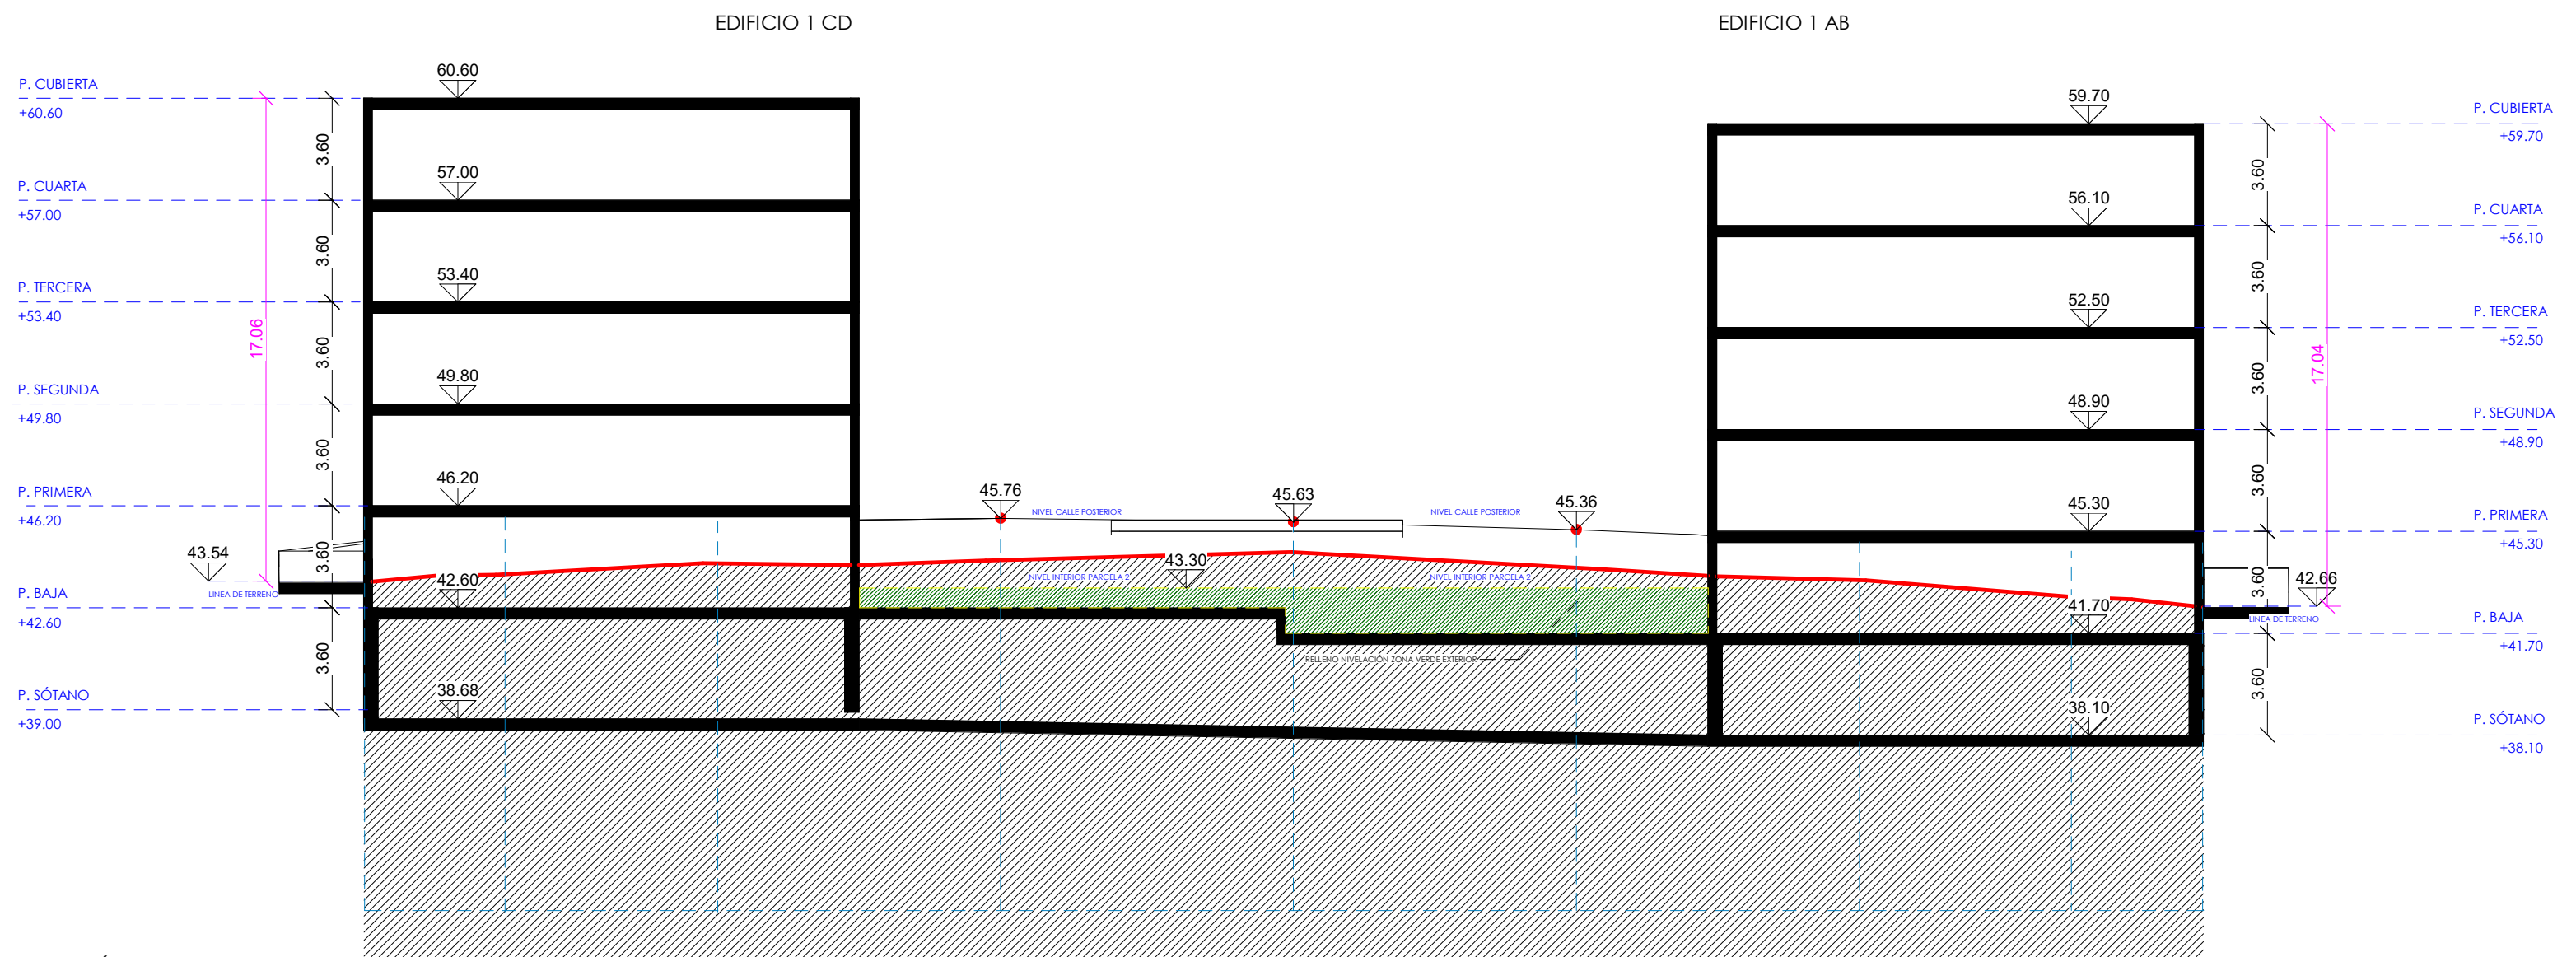 EDIFICIO 1 CD
EDIFICIO 1 AB
P. CUBIERTA
+60.60
P. CUARTA
+57.00
P. TERCERA
+53.40
P. SEGUNDA
+49.80
P. PRIMERA
+46.20
P. BAJA
+42.60
P. SÓTANO
+39.00
17.06
43.54
LINEA DE TERRENO
3.60
3.60
3.60
3.60
3.60
3.60
60.60
57.00
53.40
49.80
46.20
42.60
38.68
45.76
NIVEL CALLE POSTERIOR
45.63
NIVEL CALLE POSTERIOR
45.36
43.30
NIVEL INTERIOR PARCELA 2
NIVEL INTERIOR PARCELA 2
RELLENO NIVELACIÓN ZONA VERDE EXTERIOR
59.70
56.10
52.50
48.90
45.30
41.70
38.10
3.60
3.60
3.60
3.60
3.60
3.60
17.04
42.66
LINEA DE TERRENO
P. CUBIERTA
+59.70
P. CUARTA
+56.10
P. TERCERA
+52.50
P. SEGUNDA
+48.90
P. PRIMERA
+45.30
P. BAJA
+41.70
P. SÓTANO
+38.10